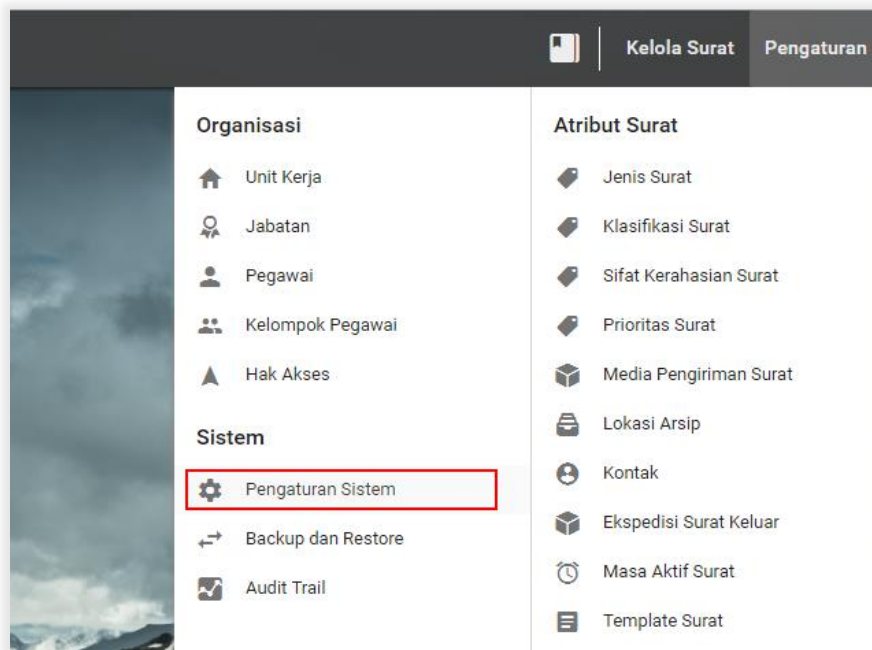 Kelola Surat
Pengaturan
Organisasi
Unit Kerja
Jabatan
Pegawai
Kelompok Pegawai
Hak Akses
Sistem
Pengaturan Sistem
Backup dan Restore
Audit Trail
Atribut Surat
Jenis Surat
Klasifikasi Surat
Sifat Kerahasian Surat
Prioritas Surat
Media Pengiriman Surat
Lokasi Arsip
Kontak
Ekspedisi Surat Keluar
Masa Aktif Surat
Template Surat